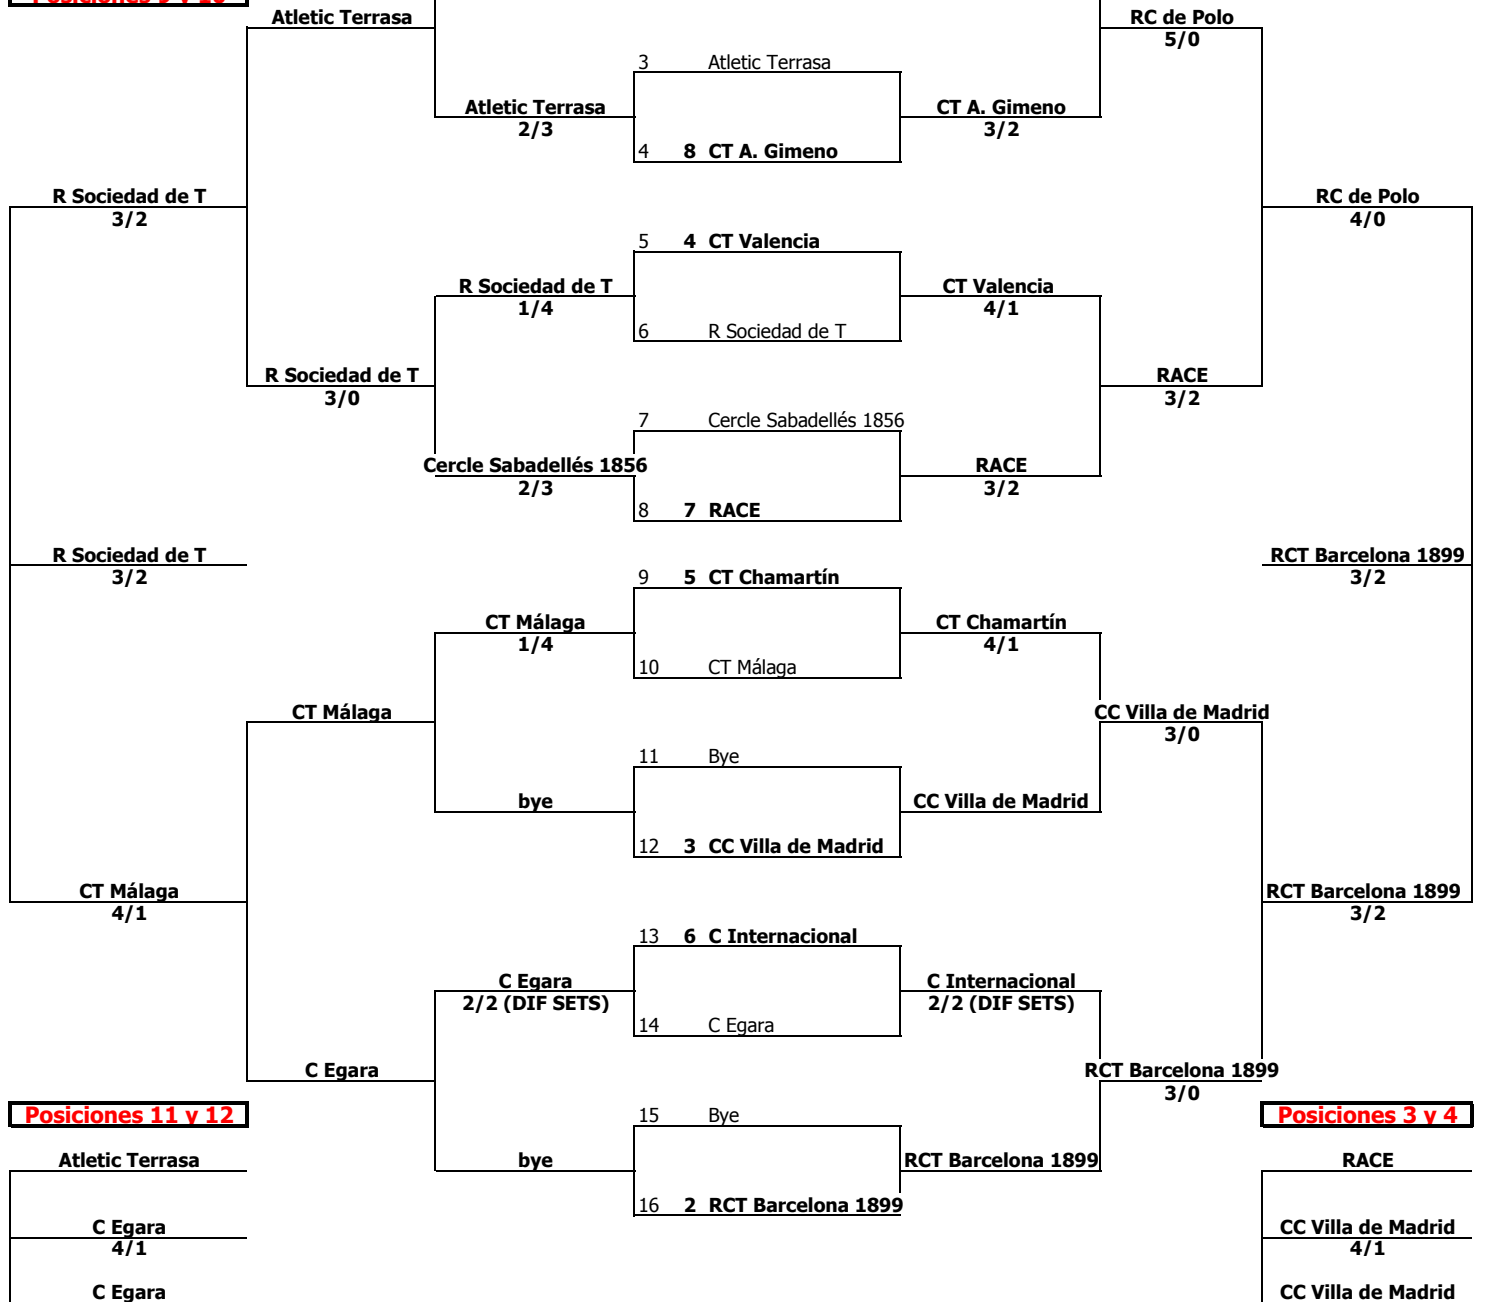 Posiciones 9 y 10
Atletic Terrasa
RC de Polo
5/0
3 Atletic Terrasa
Atletic Terrasa
CT A. Gimeno
2/3
3/2
4 8 CT A. Gimeno
R Sociedad de T
RC de Polo
3/2
4/0
5 4 CT Valencia
R Sociedad de T
CT Valencia
1/4
4/1
6 R Sociedad de T
R Sociedad de T
RACE
3/0
3/2
7 Cercle Sabadellés 1856
Cercle Sabadellés 1856
RACE
2/3
3/2
8 7 RACE
R Sociedad de T
RCT Barcelona 1899
3/2
3/2
9 5 CT Chamartín
CT Málaga
CT Chamartín
1/4
4/1
10 CT Málaga
CT Málaga
CC Villa de Madrid
3/0
11 Bye
bye
CC Villa de Madrid
12 3 CC Villa de Madrid
CT Málaga
RCT Barcelona 1899
4/1
3/2
13 6 C Internacional
C Egara
C Internacional
2/2 (DIF SETS)
2/2 (DIF SETS)
14 C Egara
C Egara
RCT Barcelona 1899
3/0
Posiciones 11 y 12
15 Bye
Posiciones 3 y 4
Atletic Terrasa
bye
RCT Barcelona 1899
RACE
16 2 RCT Barcelona 1899
C Egara
CC Villa de Madrid
4/1
4/1
C Egara
CC Villa de Madrid